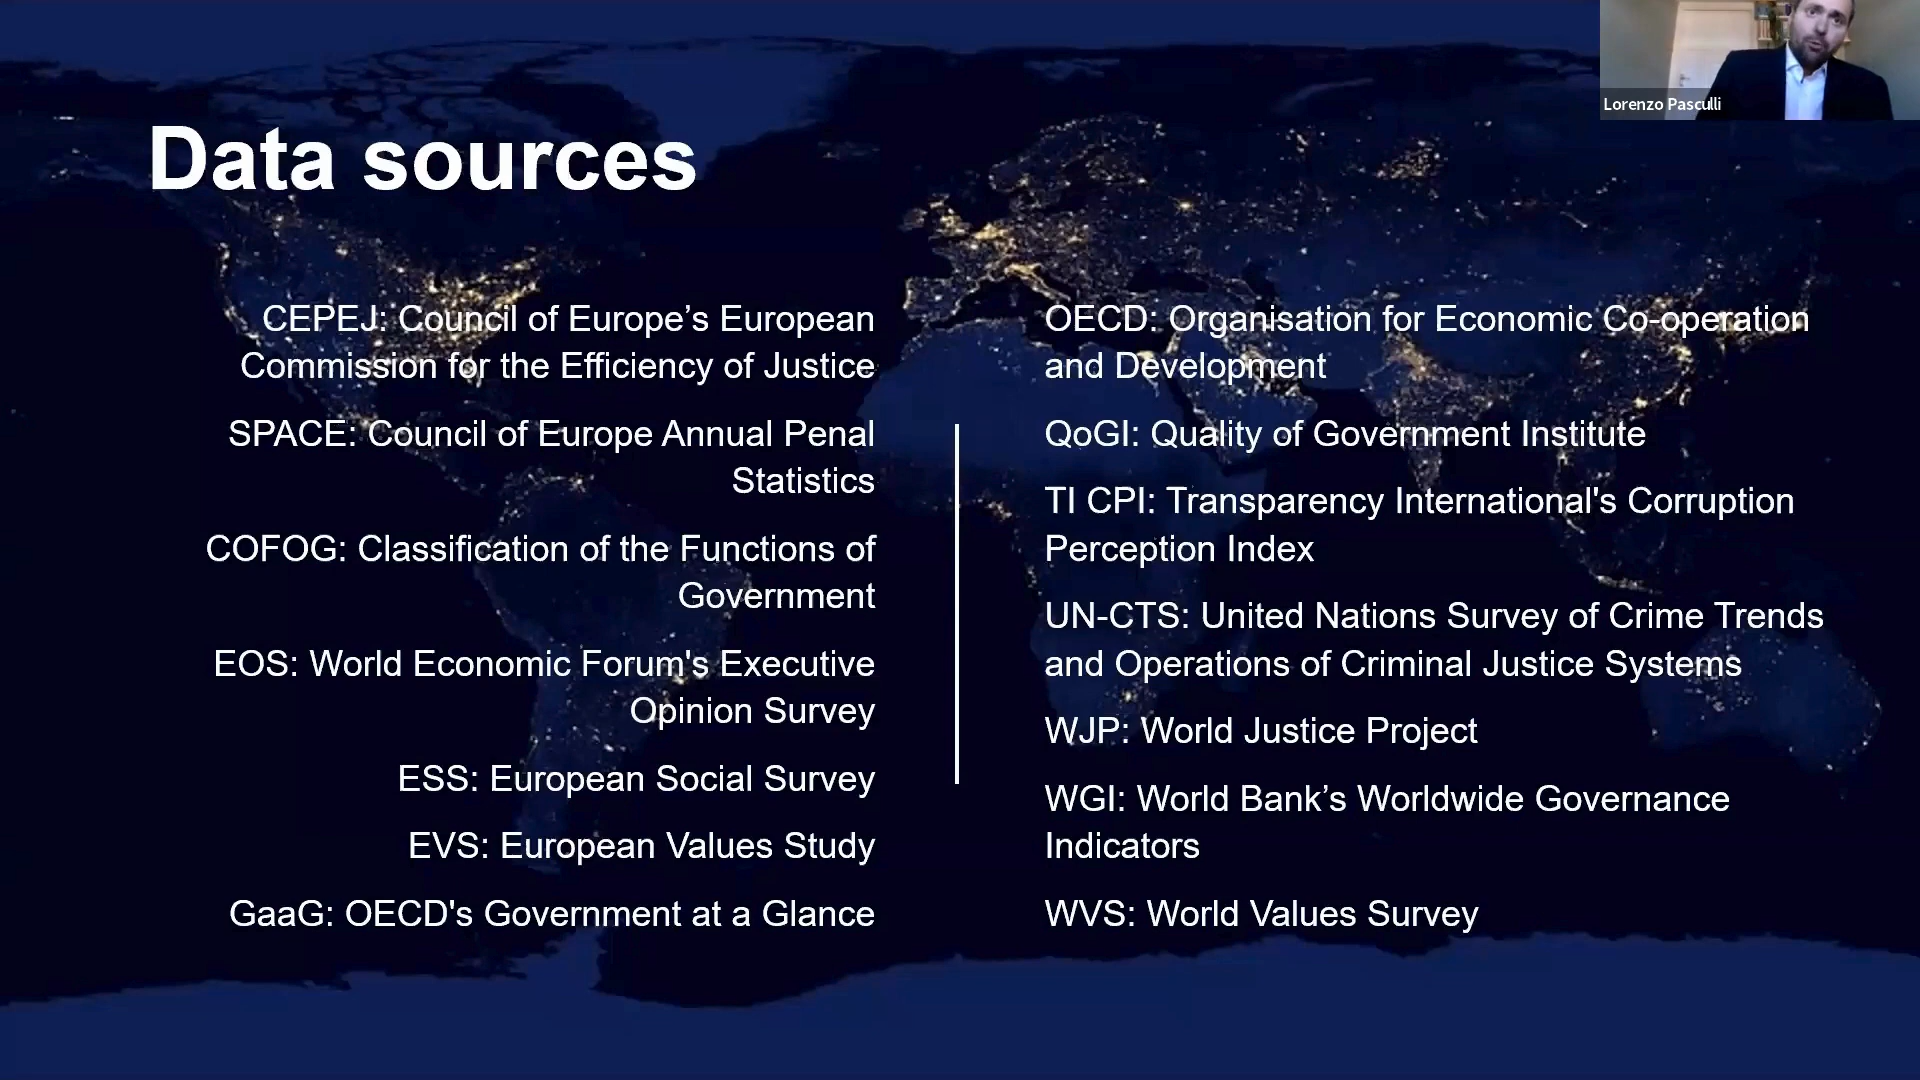 Lorenzo Pasculli
Data sources
CEPEJ: Council of Europe’s European
Commission for the Efficiency of Justice
SPACE: Council of Europe Annual Penal
Statistics
COFOG: Classification of the Functions of
Government
EOS: World Economic Forum's Executive
Opinion Survey
ESS: European Social Survey
EVS: European Values Study
GaaG: OECD's Government at a Glance
OECD: Organisation for Economic Co-operation
and Development
QoGI: Quality of Government Institute
TI CPI: Transparency International's Corruption
Perception Index
UN-CTS: United Nations Survey of Crime Trends
and Operations of Criminal Justice Systems
WJP: World Justice Project
WGI: World Bank’s Worldwide Governance
Indicators
WVS: World Values Survey